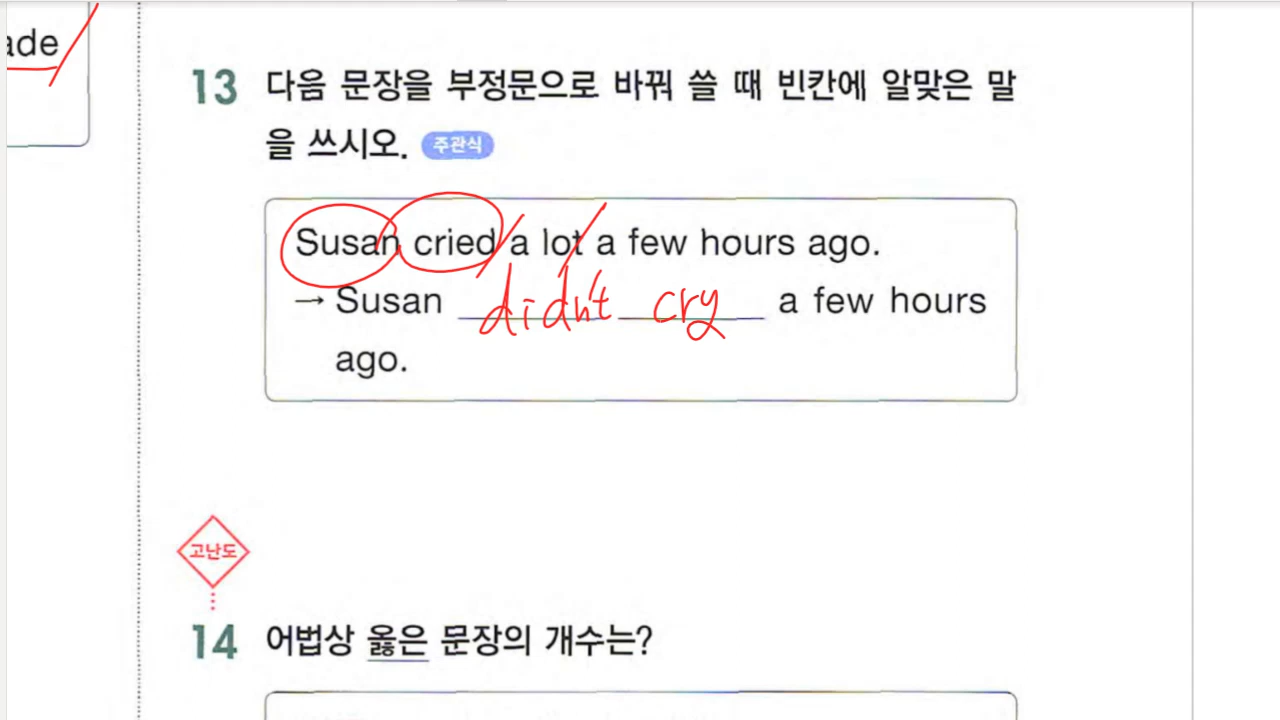 ade
13 다음 문장을 부정문으로 바꿔 쓸 때 빈칸에 알맞은 말
을 쓰시오. 주관식
Susan cried a lot a few hours ago.
→ Susan didn't cry a few hours
ago.
고난도
14 어법상 옳은 문장의 개수는?